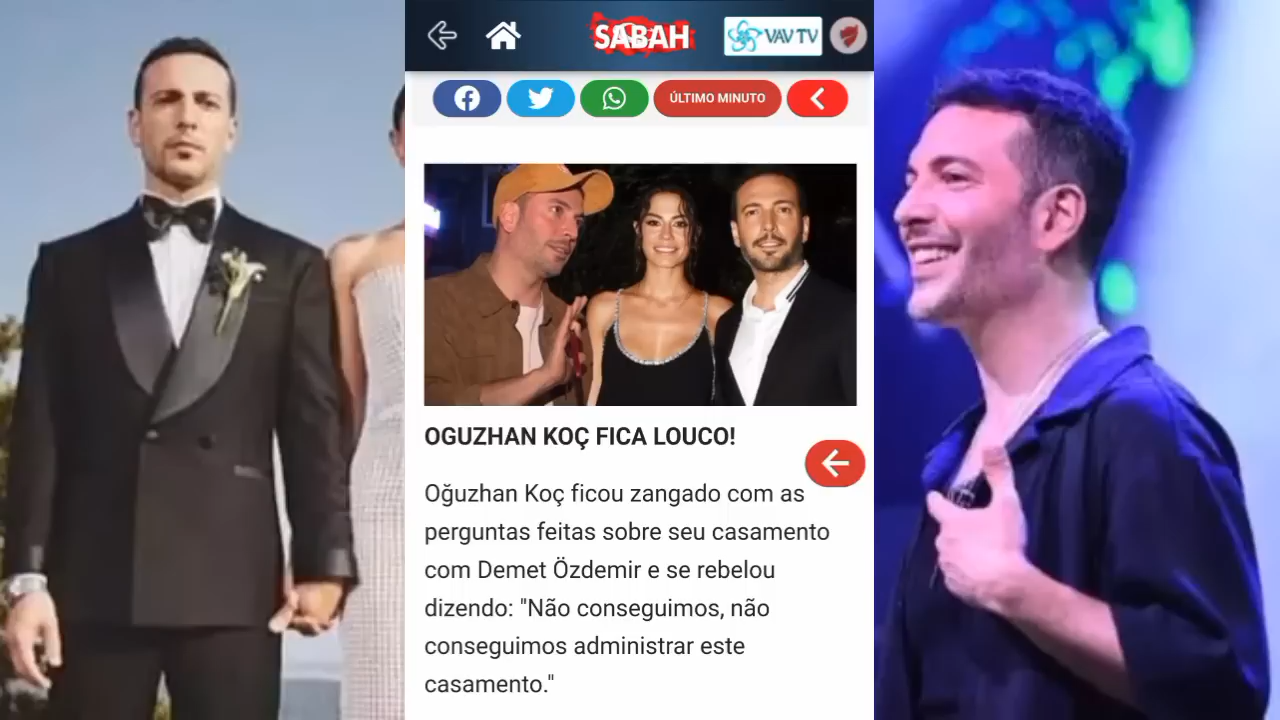 SABAH
VAV TV
ÚLTIMO MINUTO
OGUZHAN KOÇ FICA LOUCO!
Oğuzhan Koç ficou zangado com as
perguntas feitas sobre seu casamento
com Demet Özdemir e se rebelou
dizendo: "Não conseguimos, não
conseguimos administrar este
casamento."